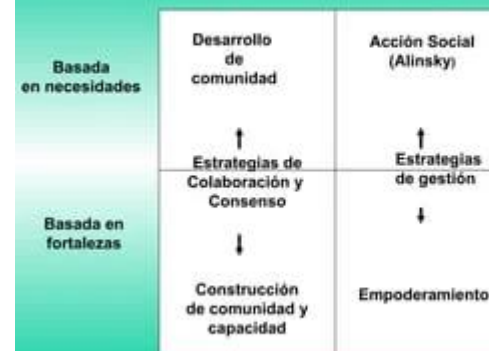 Basada
en necesidades
Desarrollo
de
comunidad
Acción Social
(Alinsky)
Estrategias de
Colaboración y
Consenso
Estrategias
de gestión
Basada en
fortalezas
Construcción
de comunidad y
capacidad
Empoderamiento